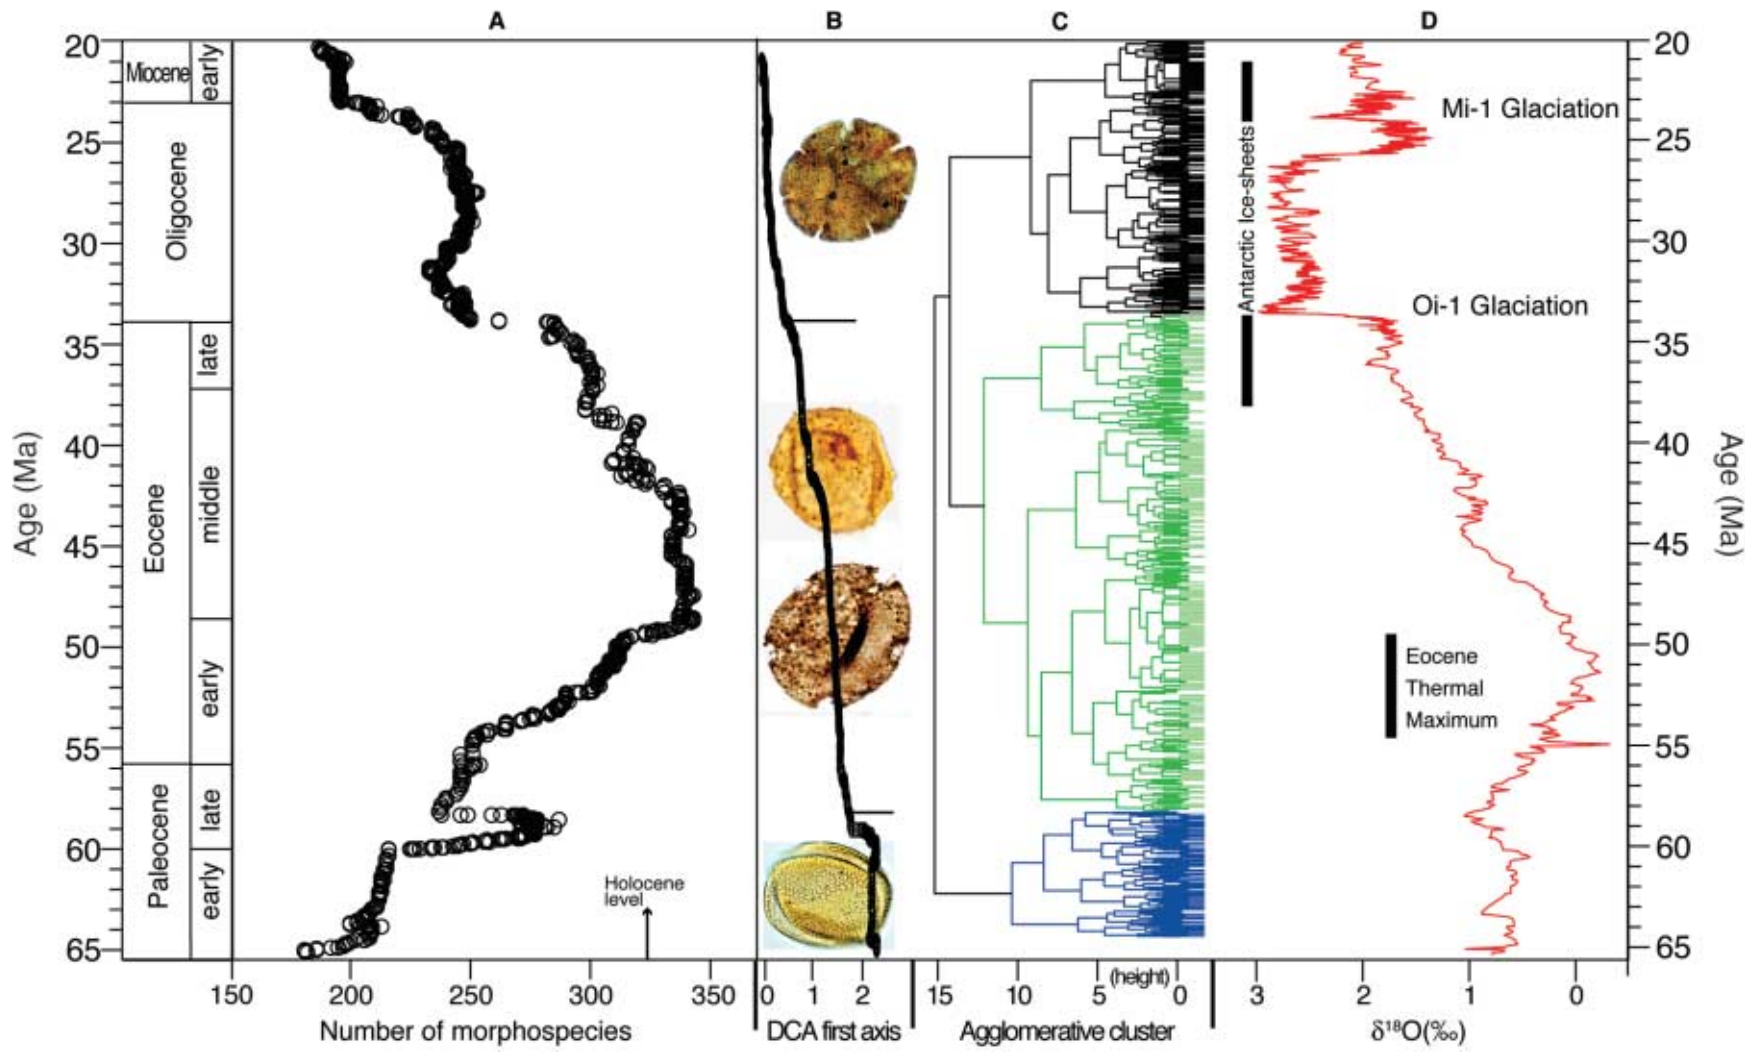 A B C D
20 20
25 25
30 30
35 35
40 40
45 45
50 50
55 55
60 60
65 65
Age (Ma)
Age (Ma)
Miocene
early
Oligocene
Eocene
late
middle
early
Paleocene
late
early
Holocene
level
Antarctic Ice-sheets
Mi-1 Glaciation
Oi-1 Glaciation
Eocene
Thermal
Maximum
(height)
150 200 250 300 350 0 1 2 15 10 5 0 3 2 1 0
Number of morphospecies DCA first axis Agglomerative cluster δ¹⁸O(‰)